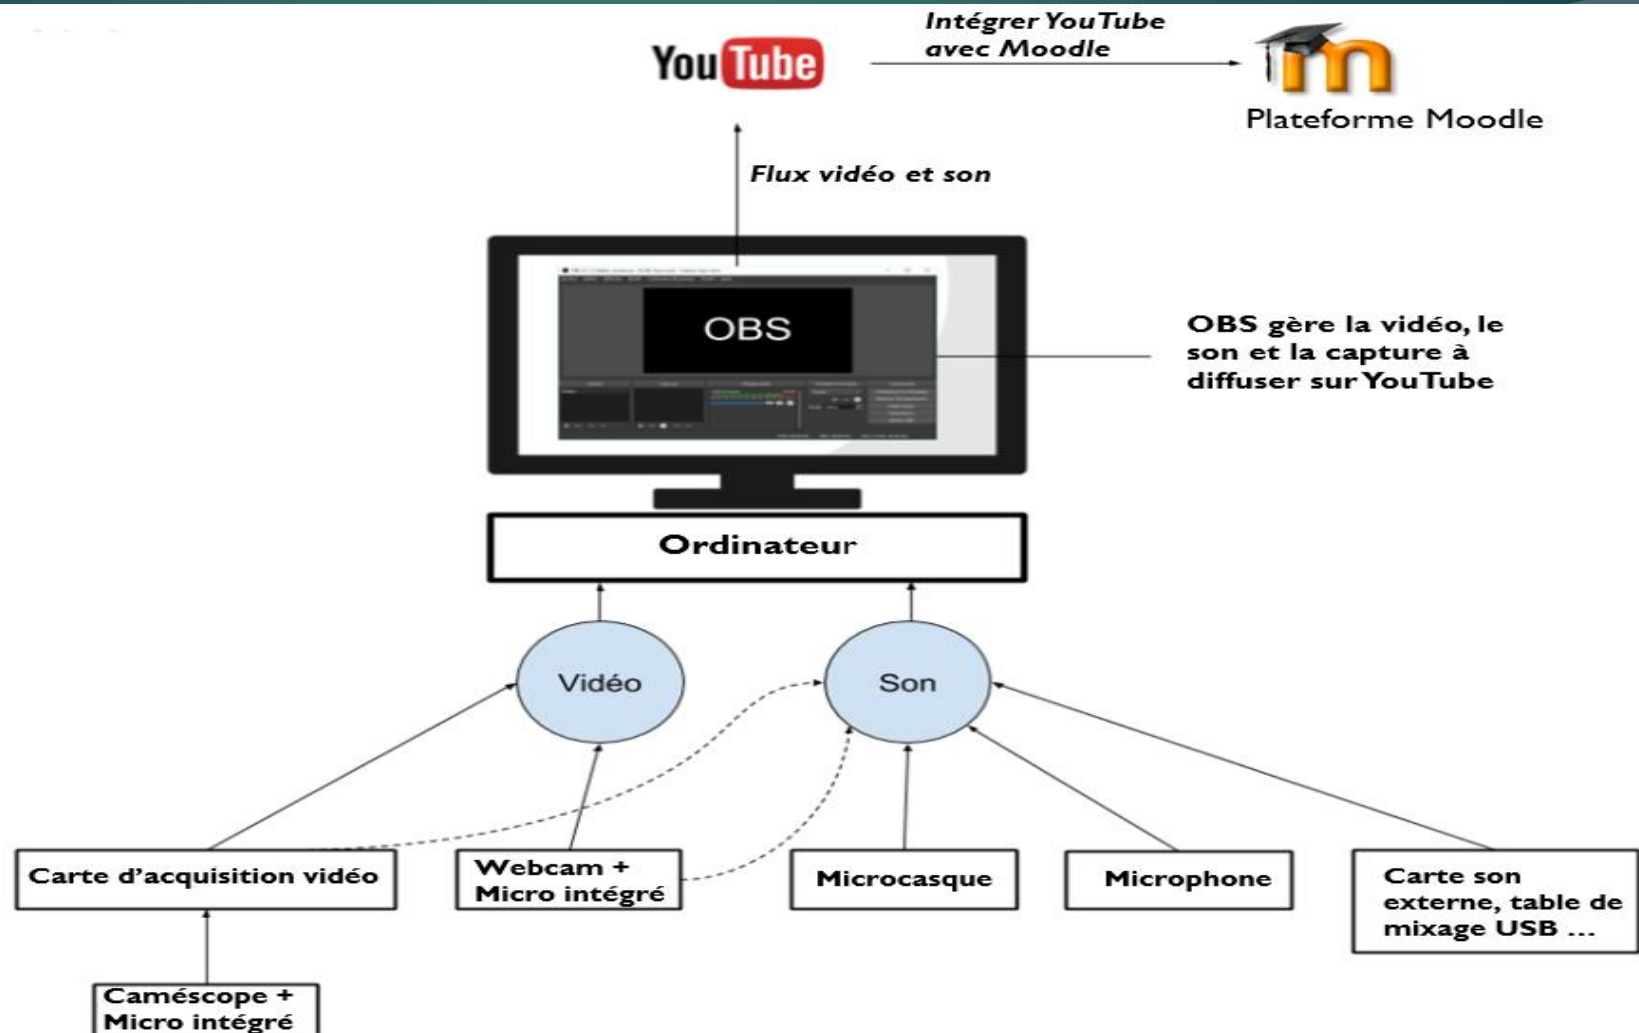 Intégrer YouTube
avec Moodle
YouTube
m
Plateforme Moodle
Flux vidéo et son
OBS
OBS gère la vidéo, le
son et la capture à
diffuser sur YouTube
Ordinateur
Vidéo
Son
Carte d'acquisition vidéo
Webcam +
Micro intégré
Microcasque
Microphone
Carte son
externe, table de
mixage USB ...
Caméscope +
Micro intégré